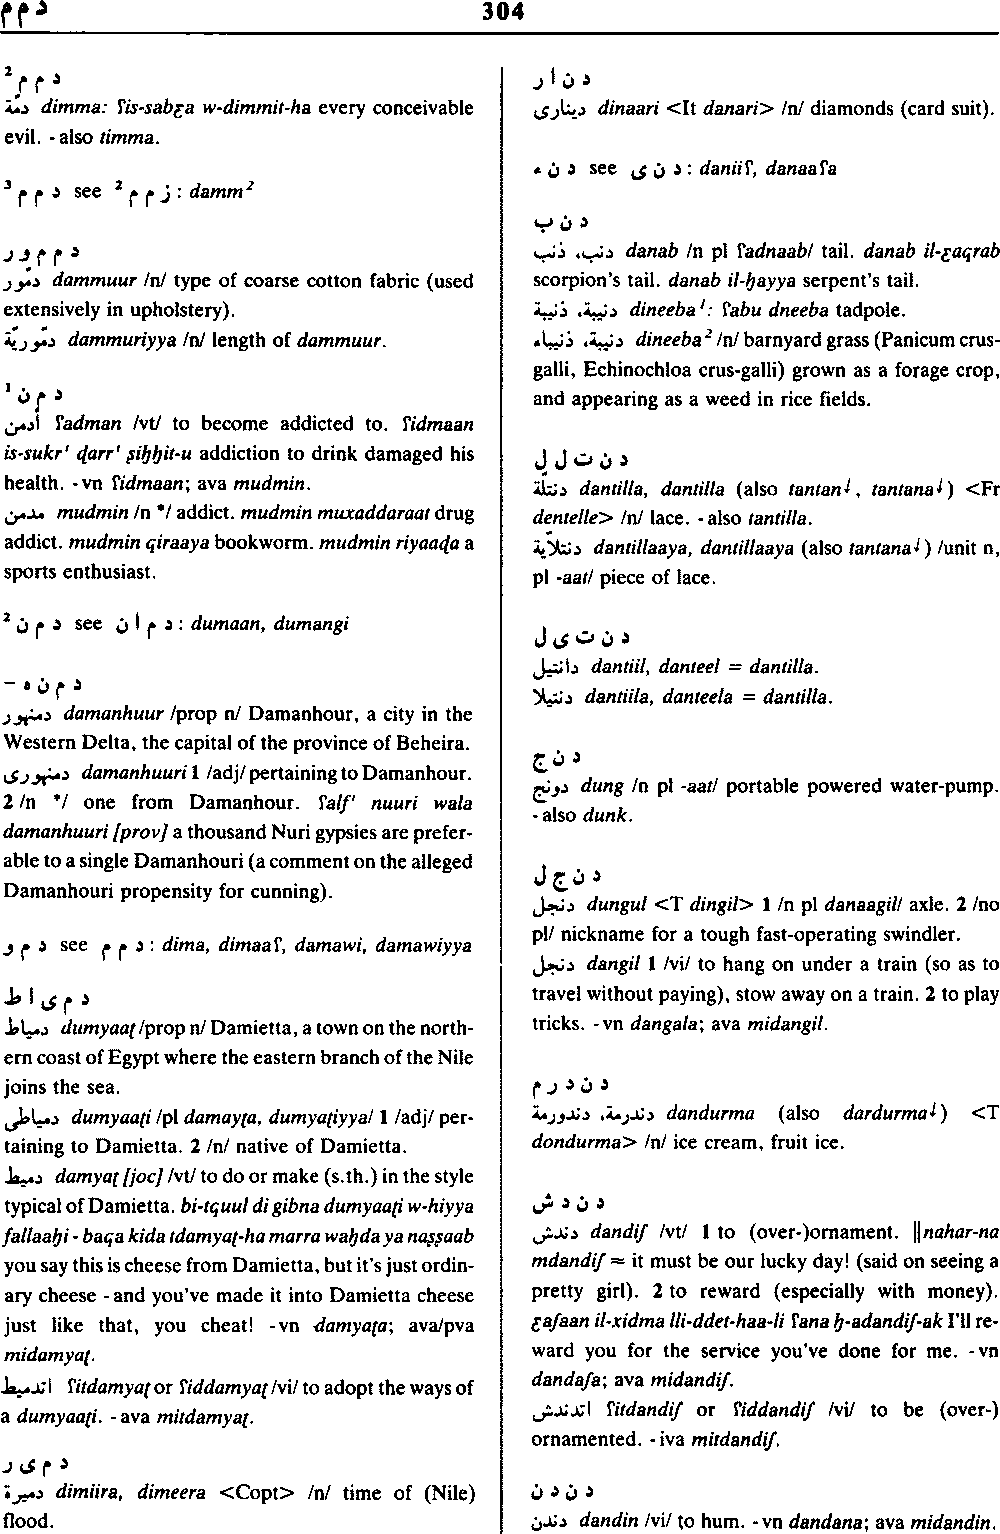 دمم
304
د م م ²
دمّة dimma: ʕis-sabʕa w-dimmit-ha every conceivable
evil. - also timma.
د م م ³ see ز م م ² : damm²
د م م و ر
دمّور dammuur /n/ type of coarse cotton fabric (used
extensively in upholstery).
دمّوريّة dammuriyya /n/ length of dammuur.
د م ن ¹
أدمن ʕadman /vt/ to become addicted to. ʕidmaan
is-sukrˈ ḍarrˈ ṣiḥḥit-u addiction to drink damaged his
health. - vn ʕidmaan; ava mudmin.
مدمن mudmin /n */ addict. mudmin muxaddaraat drug
addict. mudmin qiraaya bookworm. mudmin riyaaḍa a
sports enthusiast.
د م ن ² see د م ا ن : dumaan, dumangi
د م ن ه –
دمنهور damanhuur /prop n/ Damanhour, a city in the
Western Delta, the capital of the province of Beheira.
دمنهورى damanhuuri 1 /adj/ pertaining to Damanhour.
2 /n */ one from Damanhour. ʕalfˈ nuuri wala
damanhuuri [prov] a thousand Nuri gypsies are prefer-
able to a single Damanhouri (a comment on the alleged
Damanhouri propensity for cunning).
د م و see د م م : dima, dimaaʕ, damawi, damawiyya
د م ى ا ط
دمياط dumyaaṭ /prop n/ Damietta, a town on the north-
ern coast of Egypt where the eastern branch of the Nile
joins the sea.
دمياطى dumyaaṭi /pl damayṭa, dumyaṭiyya/ 1 /adj/ per-
taining to Damietta. 2 /n/ native of Damietta.
دميط damyaṭ [joc] /vt/ to do or make (s.th.) in the style
typical of Damietta. bi-tquul di gibna dumyaaṭi w-hiyya
fallaaḥi - baqa kida tdamyaṭ-ha marra waḥda ya naṣṣaab
you say this is cheese from Damietta, but it's just ordin-
ary cheese - and you've made it into Damietta cheese
just like that, you cheat! - vn damyaṭa; ava/pva
midamyaṭ.
اتدميط ʕitdamyaṭ or ʕiddamyaṭ /vi/ to adopt the ways of
a dumyaaṭi. - ava mitdamyaṭ.
د م ى ر
دميرة dimiira, dimeera <Copt> /n/ time of (Nile)
flood.
د ن ا ر
دينارى dinaari <It danari> /n/ diamonds (card suit).
د ن ء see د ن ى : daniiʕ, danaaʕa
د ن ب
دنب، ذنب danab /n pl ʕadnaab/ tail. danab il-ʕaqrab
scorpion's tail. danab il-ḥayya serpent's tail.
دنيبة، ذنيبة dineeba¹: ʕabu dneeba tadpole.
دنيبة، ذنيباء dineeba² /n/ barnyard grass (Panicum crus-
galli, Echinochloa crus-galli) grown as a forage crop,
and appearing as a weed in rice fields.
د ن ت ل ل
دنتلّة dantilla, dantilla (also tantan↓, tantana↓) <Fr
dentelle> /n/ lace. - also tantilla.
دنتلّاية dantillaaya, dantillaaya (also tantana↓) /unit n,
pl -aat/ piece of lace.
د ن ت ى ل
دانتيل dantiil, danteel = dantilla.
دنتيلا dantiila, danteela = dantilla.
د ن ج
دونج dung /n pl -aat/ portable powered water-pump.
- also dunk.
د ن ج ل
دنجل dungul <T dingil> 1 /n pl danaagil/ axle. 2 /no
pl/ nickname for a tough fast-operating swindler.
دنجل dangil 1 /vi/ to hang on under a train (so as to
travel without paying), stow away on a train. 2 to play
tricks. - vn dangala; ava midangil.
د ن د ر م
دندرمة، دندورمة dandurma (also dardurma↓) <T
dondurma> /n/ ice cream, fruit ice.
د ن د ش
دندش dandiʃ /vt/ 1 to (over-)ornament. ‖nahar-na
mdandiʃ ≃ it must be our lucky day! (said on seeing a
pretty girl). 2 to reward (especially with money).
ʕaʃaan il-xidma lli-ddet-haa-li ʕana ḥ-adandiʃ-ak I'll re-
ward you for the service you've done for me. - vn
dandaʃa; ava midandiʃ.
اتدندش ʕitdandiʃ or ʕiddandiʃ /vi/ to be (over-)
ornamented. - iva mitdandiʃ.
د ن د ن
دندن dandin /vi/ to hum. - vn dandana; ava midandin.